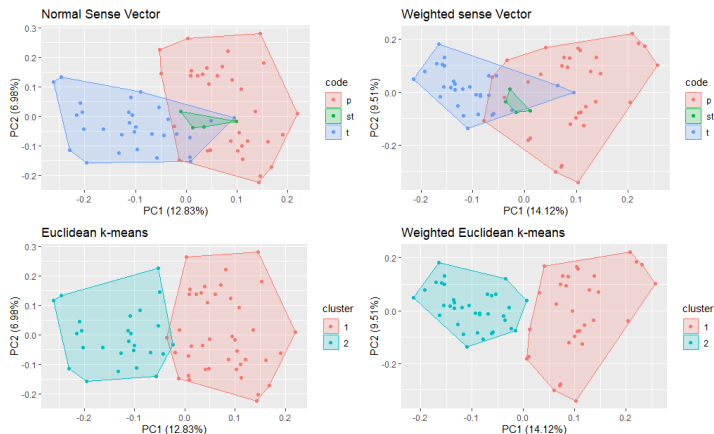 Normal Sense Vector
0.3
0.2
0.1
0.0
-0.1
-0.2
PC2 (6.98%)
-0.2
-0.1
0.0
0.1
0.2
PC1 (12.83%)
code
p
st
t
Weighted sense Vector
0.2
0.0
-0.2
PC2 (9.51%)
-0.2
-0.1
0.0
0.1
0.2
PC1 (14.12%)
code
p
st
t
Euclidean k-means
0.3
0.2
0.1
0.0
-0.1
-0.2
PC2 (6.98%)
-0.2
-0.1
0.0
0.1
0.2
PC1 (12.83%)
cluster
1
2
Weighted Euclidean k-means
0.2
0.0
-0.2
PC2 (9.51%)
-0.2
-0.1
0.0
0.1
0.2
PC1 (14.12%)
cluster
1
2